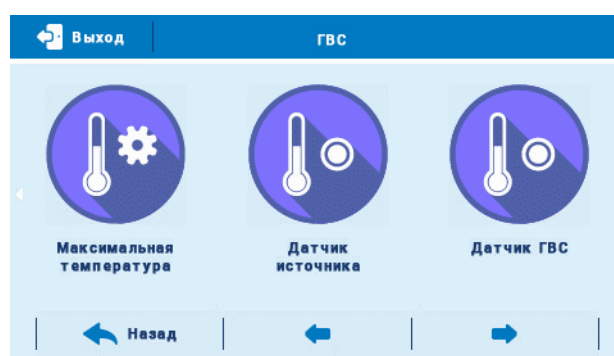 Выход
ГВС
Максимальная
температура
Датчик
источника
Датчик ГВС
Назад